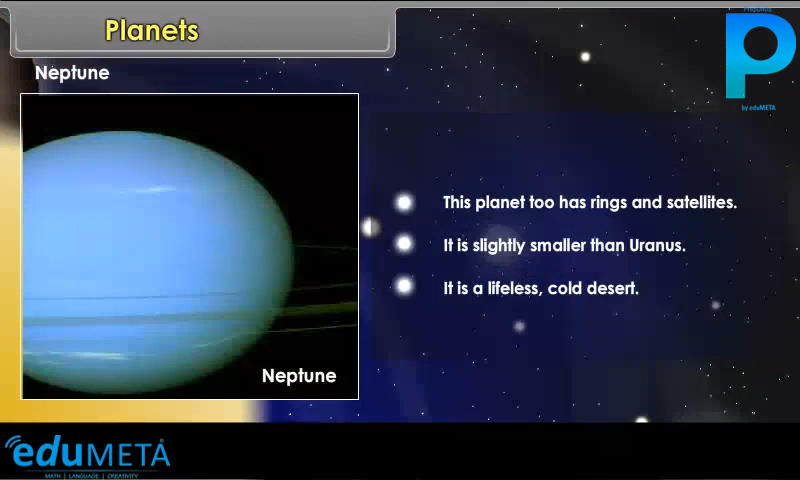 Planets
Neptune
This planet too has rings and satellites.
It is slightly smaller than Uranus.
It is a lifeless, cold desert.
Neptune
P
by eduMETA
eduMETA
MATH | LANGUAGE | CREATIVITY